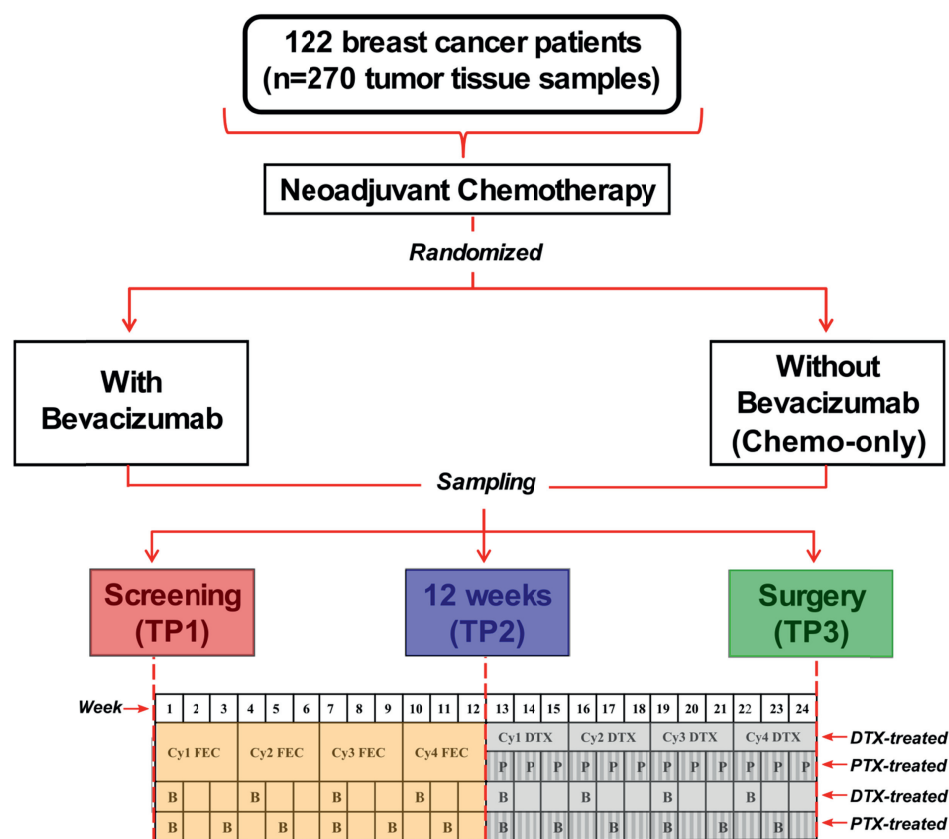 122 breast cancer patients
(n=270 tumor tissue samples)
Neoadjuvant Chemotherapy
Randomized
With
Bevacizumab
Without
Bevacizumab
(Chemo-only)
Sampling
Screening
(TP1)
12 weeks
(TP2)
Surgery
(TP3)
Week 1 2 3 4 5 6 7 8 9 10 11 12 13 14 15 16 17 18 19 20 21 22 23 24
Cy1 FEC Cy2 FEC Cy3 FEC Cy4 FEC Cy1 DTX Cy2 DTX Cy3 DTX Cy4 DTX DTX-treated
P P P P P P P P P P P P PTX-treated
B B B B B B B B DTX-treated
B B B B B B B B B B B PTX-treated